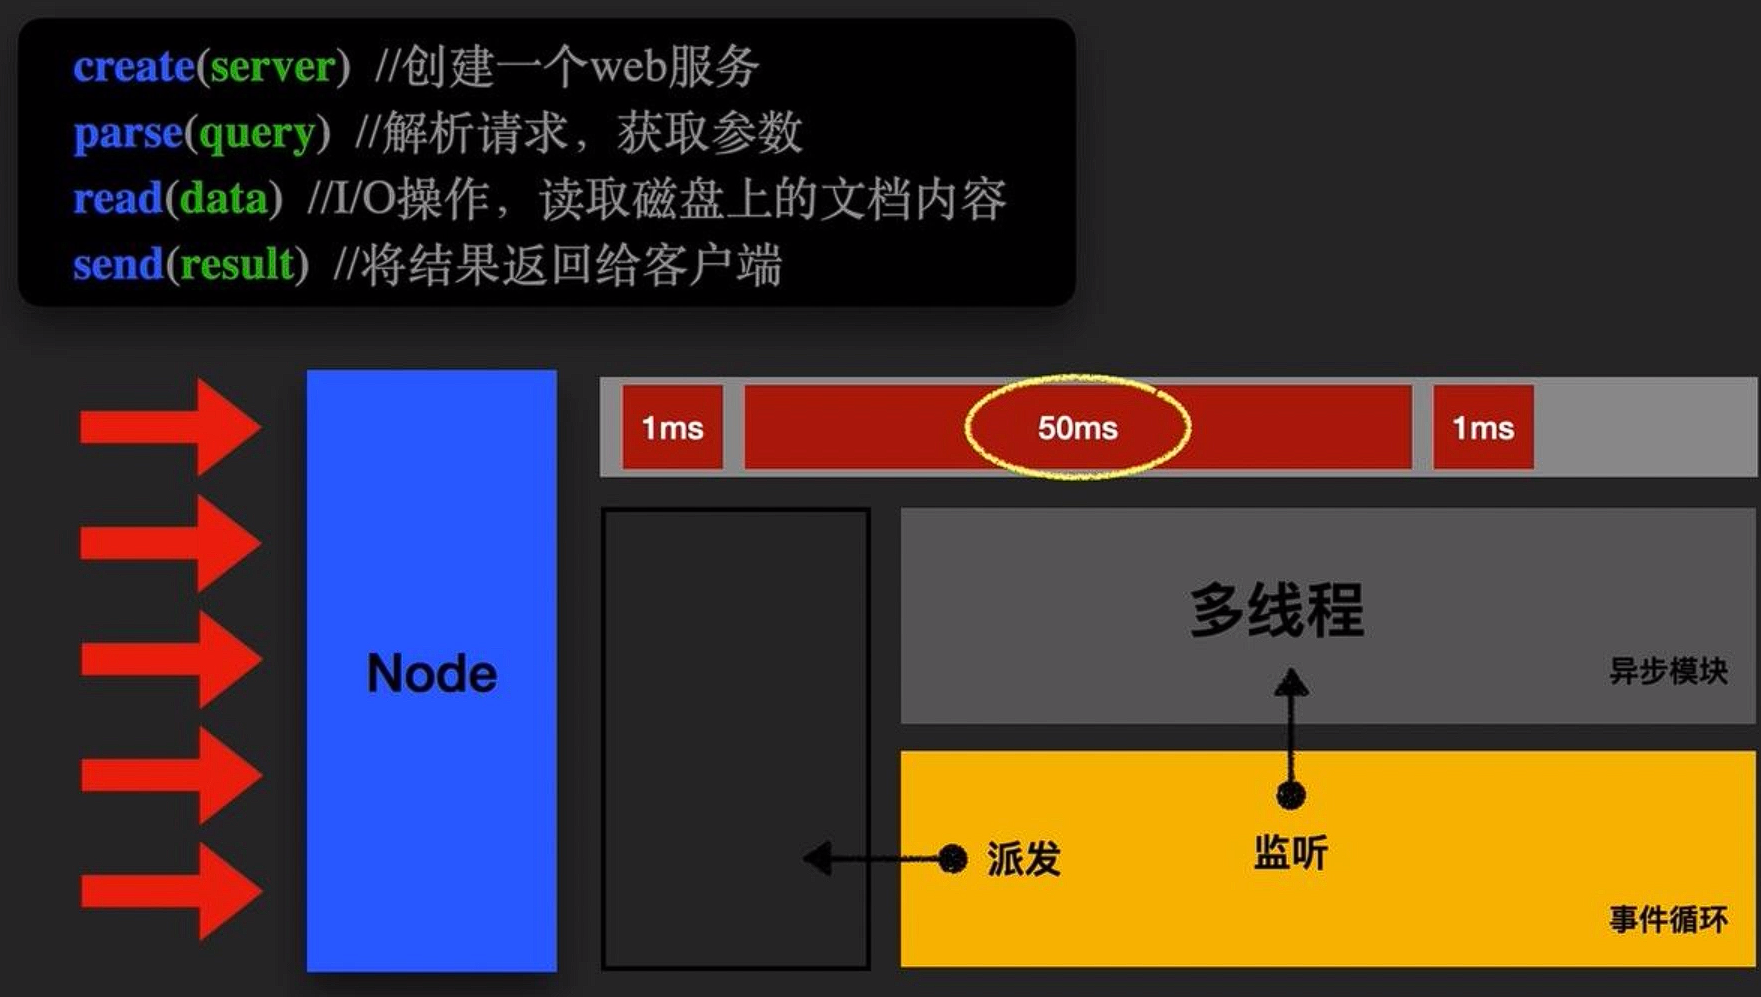 create(server) //创建一个web服务
parse(query) //解析请求，获取参数
read(data) //I/O操作，读取磁盘上的文档内容
send(result) //将结果返回给客户端
1ms
50ms
1ms
Node
多线程
异步模块
派发
监听
事件循环